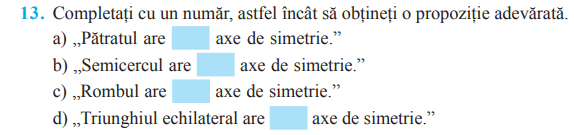 13. Completați cu un număr, astfel încât să obțineți o propoziție adevărată.
a) „Pătratul are axe de simetrie.”
b) „Semicercul are axe de simetrie.”
c) „Rombul are axe de simetrie.”
d) „Triunghiul echilateral are axe de simetrie.”